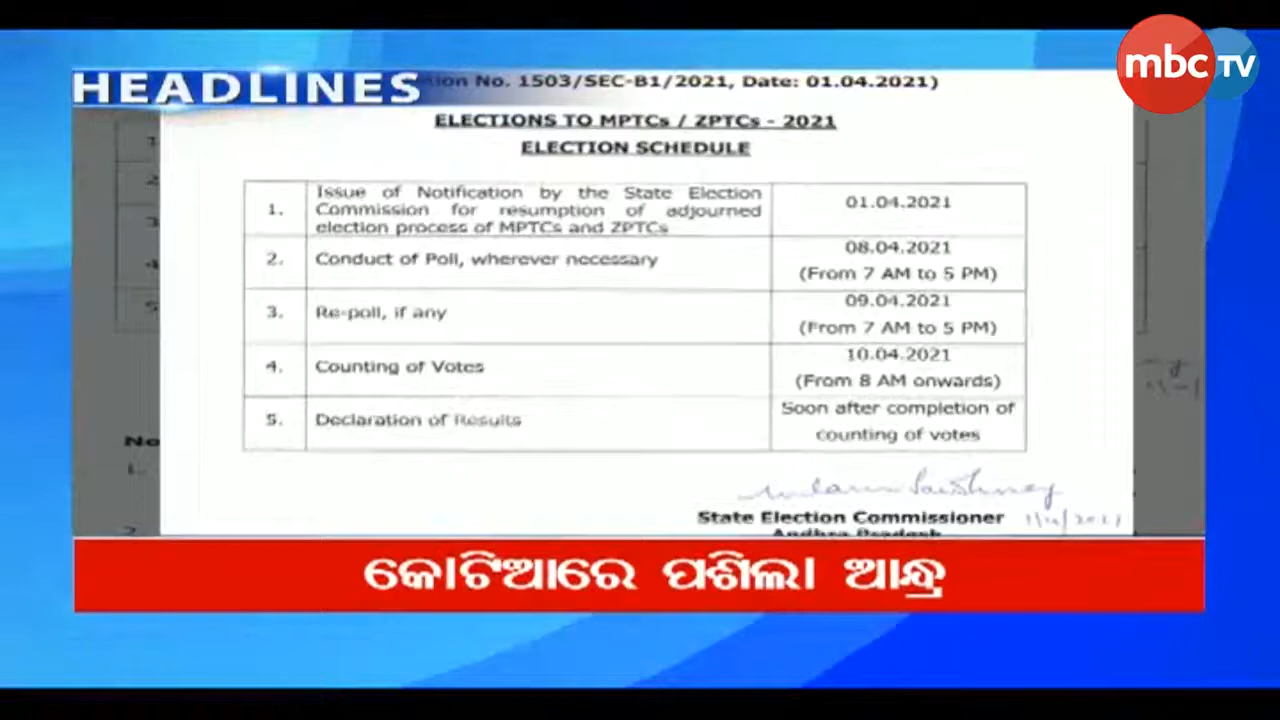 mbc TV
HEADLINES
No. 1503/SEC-B1/2021, Date: 01.04.2021)
ELECTIONS TO MPTCs / ZPTCs - 2021
ELECTION SCHEDULE
1. Issue of Notification by the State Election Commission for resumption of adjourned election process of MPTCs and ZPTCs 01.04.2021
2. Conduct of Poll, wherever necessary 08.04.2021 (From 7 AM to 5 PM)
3. Re-poll, if any 09.04.2021 (From 7 AM to 5 PM)
4. Counting of Votes 10.04.2021 (From 8 AM onwards)
5. Declaration of Results Soon after completion of counting of votes
State Election Commissioner
Andhra Pradesh
କୋଟିଆରେ ପଶିଲା ଆନ୍ଧ୍ର